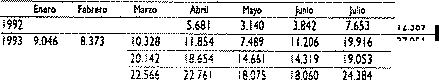 Enero Febrero Marzo Abril Mayo Junio Julio
1992 5.681 3.140 3.842 7.653
1993 9.046 8.373 10.328 11.854 7.489 11.206 19.916
20.142 18.654 14.661 14.319 19.053
22.566 22.761 18.075 18.060 24.384